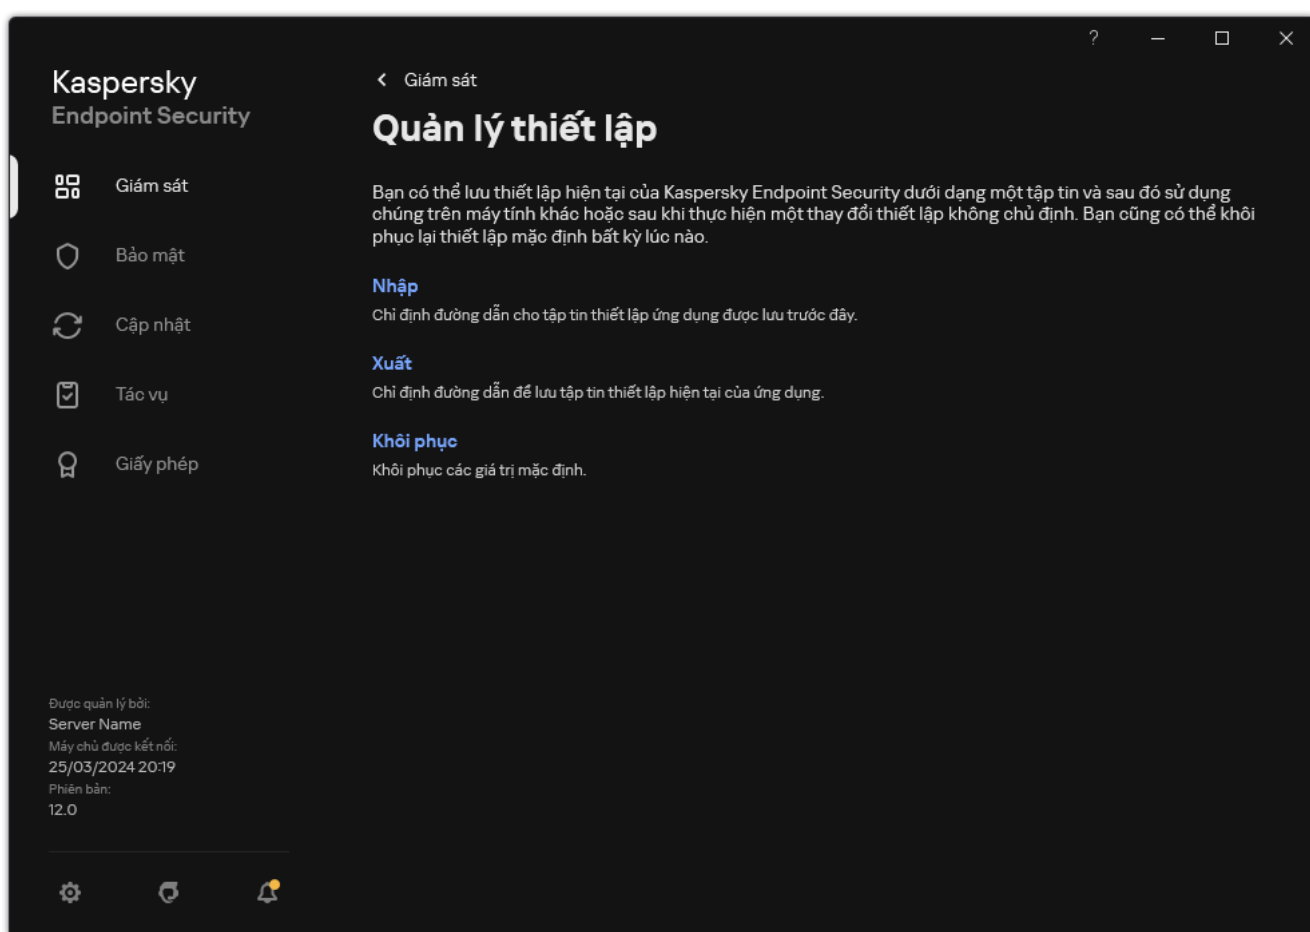 ?
Kaspersky
Endpoint Security
Giám sát
Bảo mật
Cập nhật
Tác vụ
Giấy phép
Được quản lý bởi:
Server Name
Máy chủ được kết nối:
25/03/2024 20:19
Phiên bản:
12.0
Giám sát
Quản lý thiết lập
Bạn có thể lưu thiết lập hiện tại của Kaspersky Endpoint Security dưới dạng một tập tin và sau đó sử dụng
chúng trên máy tính khác hoặc sau khi thực hiện một thay đổi thiết lập không chủ định. Bạn cũng có thể khôi
phục lại thiết lập mặc định bất kỳ lúc nào.
Nhập
Chỉ định đường dẫn cho tập tin thiết lập ứng dụng được lưu trước đây.
Xuất
Chỉ định đường dẫn để lưu tập tin thiết lập hiện tại của ứng dụng.
Khôi phục
Khôi phục các giá trị mặc định.